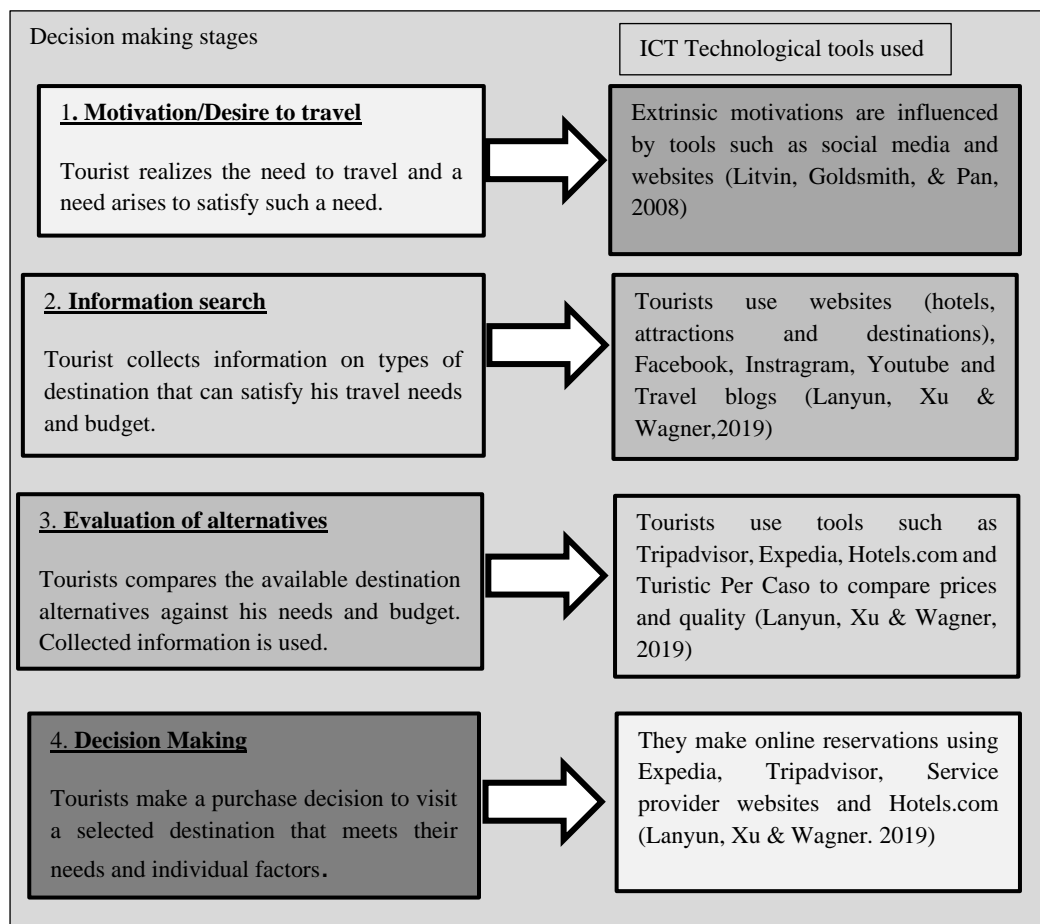 Decision making stages
ICT Technological tools used
1. Motivation/Desire to travel
Tourist realizes the need to travel and a
need arises to satisfy such a need.
Extrinsic motivations are influenced
by tools such as social media and
websites (Litvin, Goldsmith, & Pan,
2008)
2. Information search
Tourist collects information on types of
destination that can satisfy his travel needs
and budget.
Tourists use websites (hotels,
attractions and destinations),
Facebook, Instragram, Youtube and
Travel blogs (Lanyun, Xu &
Wagner,2019)
3. Evaluation of alternatives
Tourists compares the available destination
alternatives against his needs and budget.
Collected information is used.
Tourists use tools such as
Tripadvisor, Expedia, Hotels.com and
Turistic Per Caso to compare prices
and quality (Lanyun, Xu & Wagner,
2019)
4. Decision Making
Tourists make a purchase decision to visit
a selected destination that meets their
needs and individual factors.
They make online reservations using
Expedia, Tripadvisor, Service
provider websites and Hotels.com
(Lanyun, Xu & Wagner. 2019)